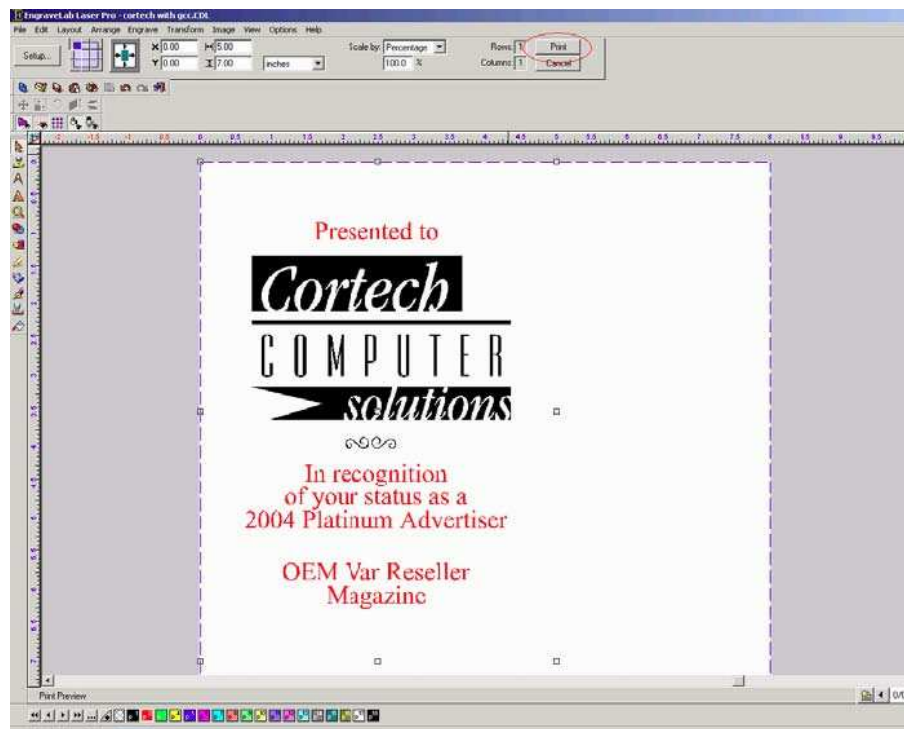 EngraveLab Laser Pro - cortech with gcc.CDL
File Edit Layout Arrange Engrave Transform Image View Options Help
Setup... X 0.00 5.00 Scale by: Percentage Rows: 1 Print
Y 0.00 7.00 inches 100.0 % Columns: 1 Cancel
Presented to
Cortech
COMPUTER
solutions
In recognition
of your status as a
2004 Platinum Advertiser
OEM Var Reseller
Magazine
Print Preview